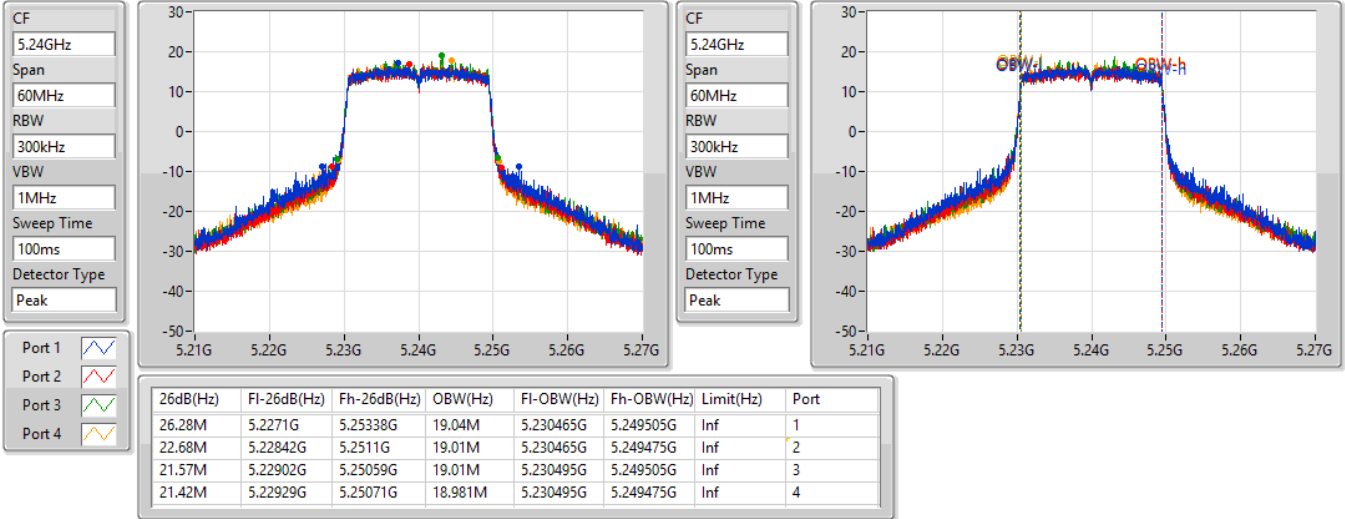 CF
5.24GHz
Span
60MHz
RBW
300kHz
VBW
1MHz
Sweep Time
100ms
Detector Type
Peak
30
20
10
0
-10
-20
-30
-40
-50
5.21G 5.22G 5.23G 5.24G 5.25G 5.26G 5.27G
CF
5.24GHz
Span
60MHz
RBW
300kHz
VBW
1MHz
Sweep Time
100ms
Detector Type
Peak
30
20
10
0
-10
-20
-30
-40
-50
OBW-l OBW-h
5.21G 5.22G 5.23G 5.24G 5.25G 5.26G 5.27G
Port 1
Port 2
Port 3
Port 4
26dB(Hz) Fl-26dB(Hz) Fh-26dB(Hz) OBW(Hz) Fl-OBW(Hz) Fh-OBW(Hz) Limit(Hz) Port
26.28M 5.2271G 5.25338G 19.04M 5.230465G 5.249505G Inf 1
22.68M 5.22842G 5.2511G 19.01M 5.230465G 5.249475G Inf 2
21.57M 5.22902G 5.25059G 19.01M 5.230495G 5.249505G Inf 3
21.42M 5.22929G 5.25071G 18.981M 5.230495G 5.249475G Inf 4